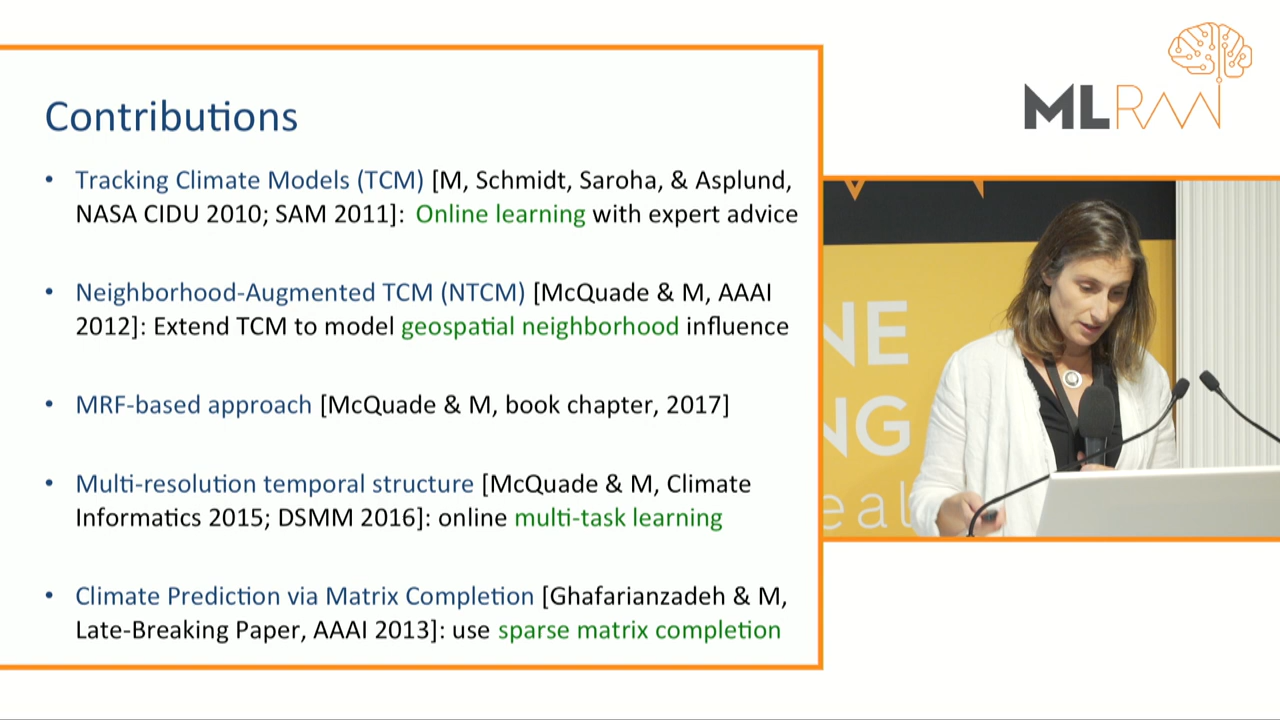 Contributions
• Tracking Climate Models (TCM) [M, Schmidt, Saroha, & Asplund,
NASA CIDU 2010; SAM 2011]: Online learning with expert advice
• Neighborhood-Augmented TCM (NTCM) [McQuade & M, AAAI
2012]: Extend TCM to model geospatial neighborhood influence
• MRF-based approach [McQuade & M, book chapter, 2017]
• Multi-resolution temporal structure [McQuade & M, Climate
Informatics 2015; DSMM 2016]: online multi-task learning
• Climate Prediction via Matrix Completion [Ghafarianzadeh & M,
Late-Breaking Paper, AAAI 2013]: use sparse matrix completion
MLRAW
NE
NG
eal